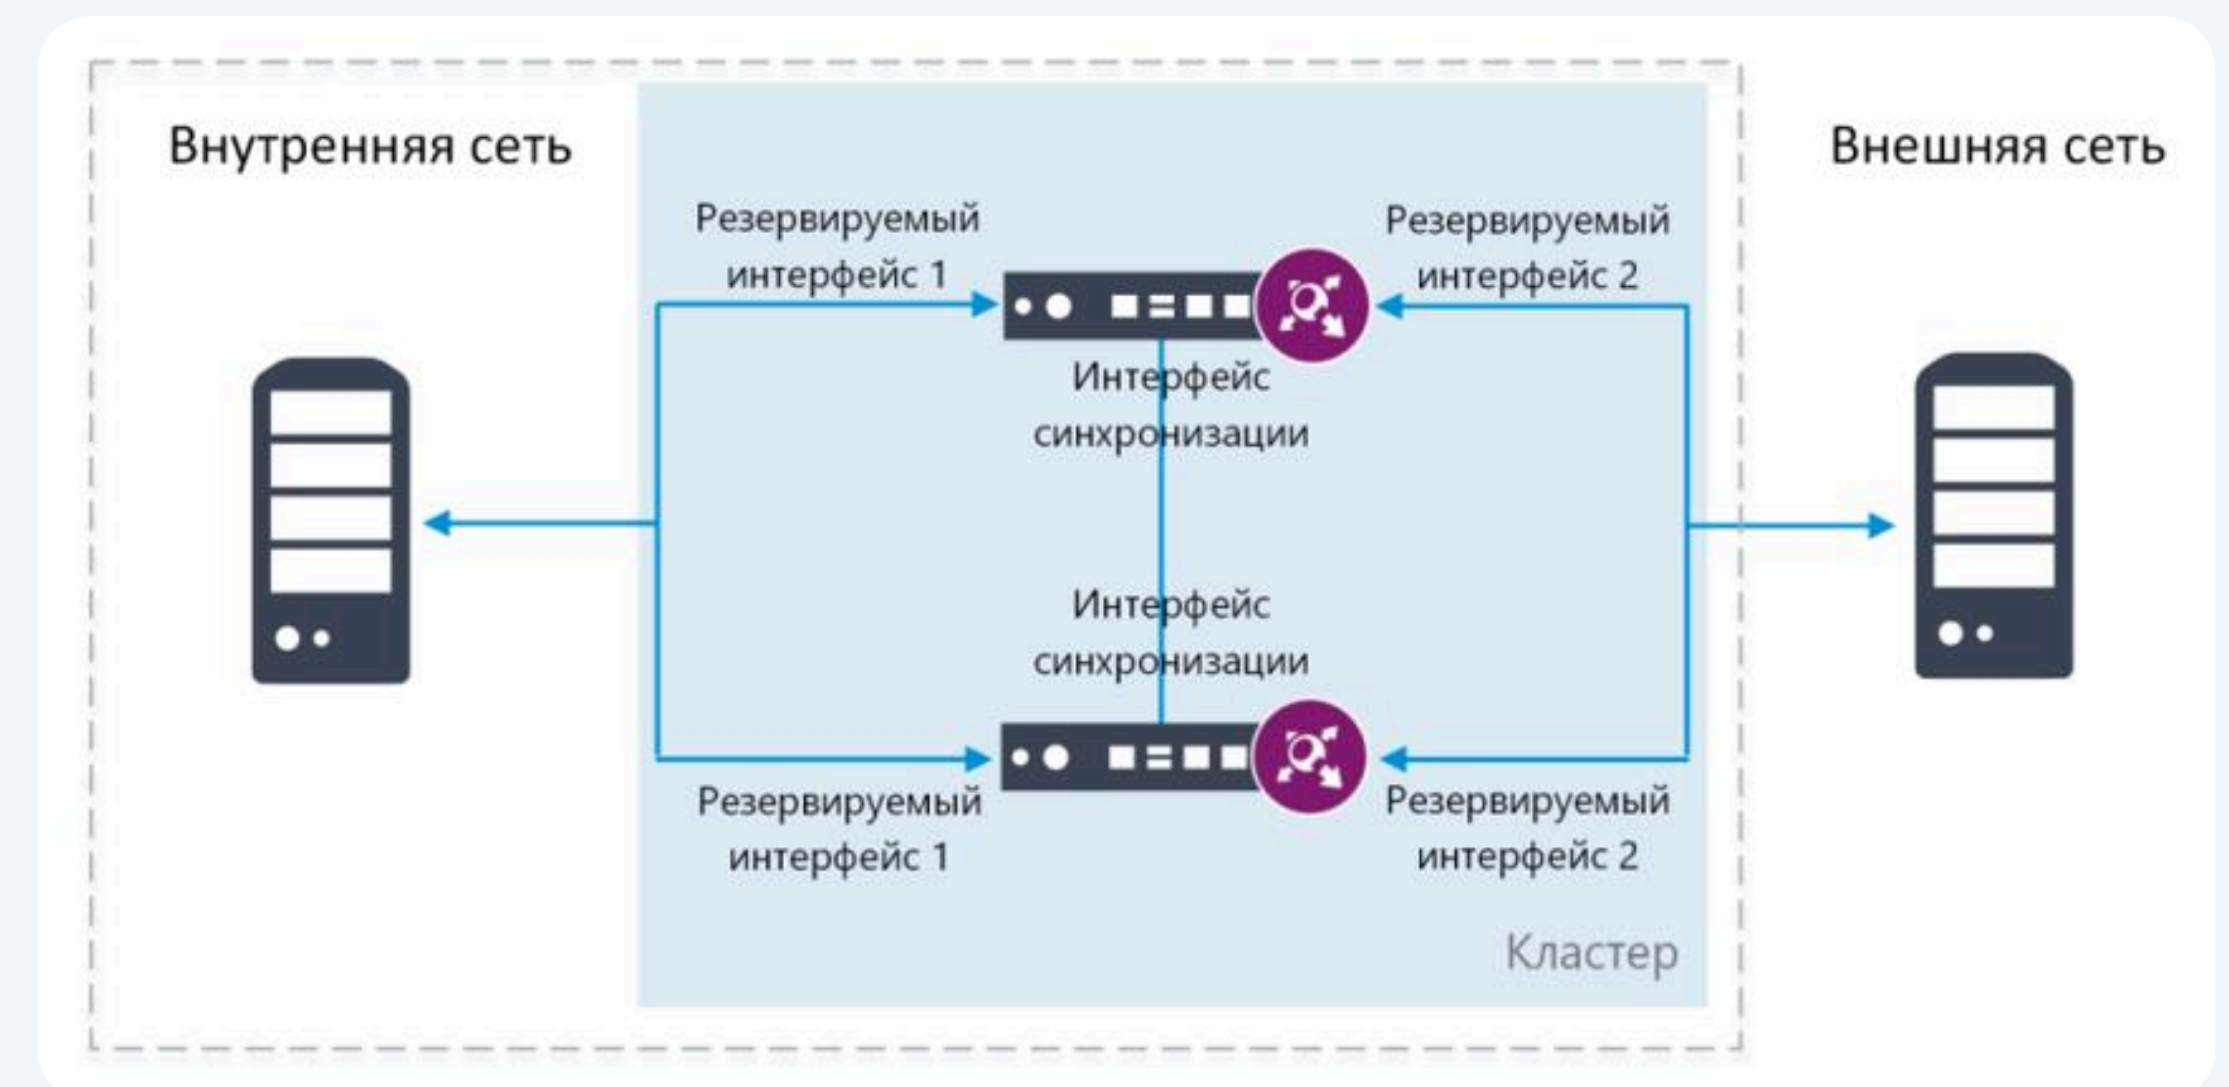 Внутренняя сеть
Внешняя сеть
Резервируемый
интерфейс 1
Резервируемый
интерфейс 2
Интерфейс
синхронизации
Интерфейс
синхронизации
Резервируемый
интерфейс 1
Резервируемый
интерфейс 2
Кластер